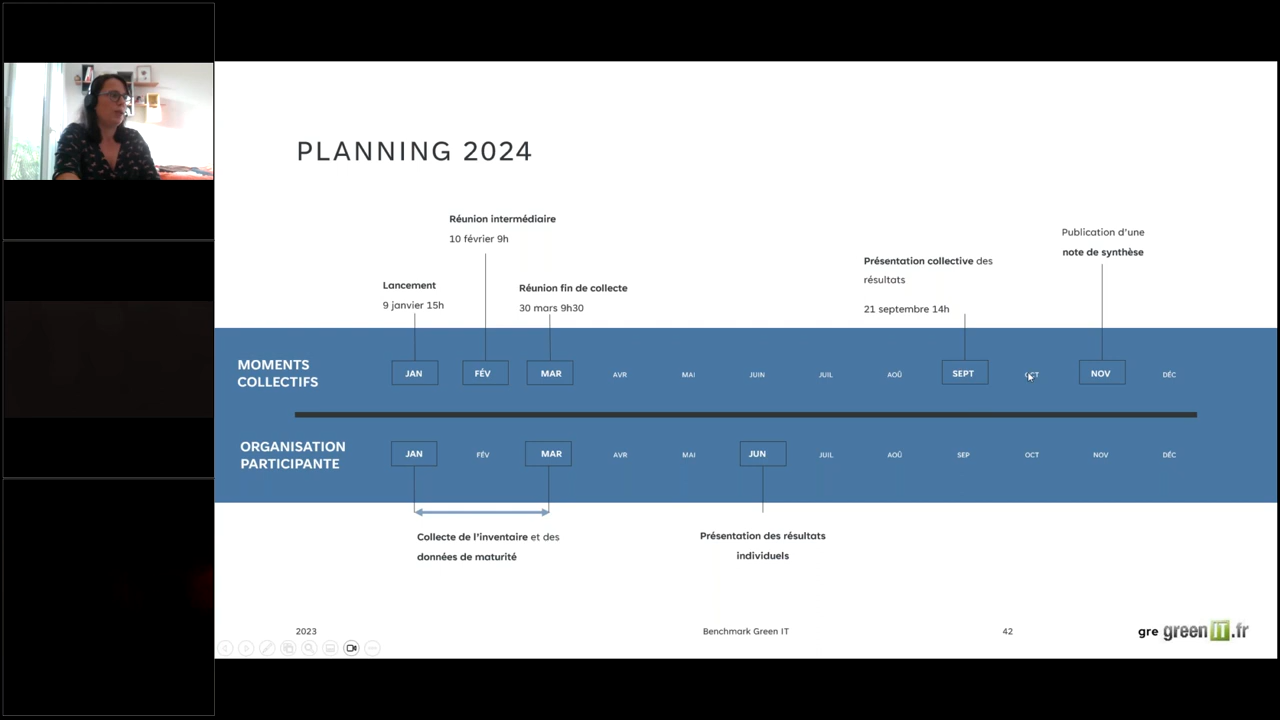 PLANNING 2024
Réunion intermédiaire
10 février 9h
Publication d'une
note de synthèse
Présentation collective des
résultats
21 septembre 14h
Lancement
9 janvier 15h
Réunion fin de collecte
30 mars 9h30
MOMENTS
COLLECTIFS
JAN FÉV MAR AVR MAI JUIN JUIL AOÛ SEPT OCT NOV DÉC
ORGANISATION
PARTICIPANTE
JAN FÉV MAR AVR MAI JUN JUIL AOÛ SEP OCT NOV DÉC
Collecte de l'inventaire et des
données de maturité
Présentation des résultats
individuels
2023 Benchmark Green IT 42 gre greenIT.fr